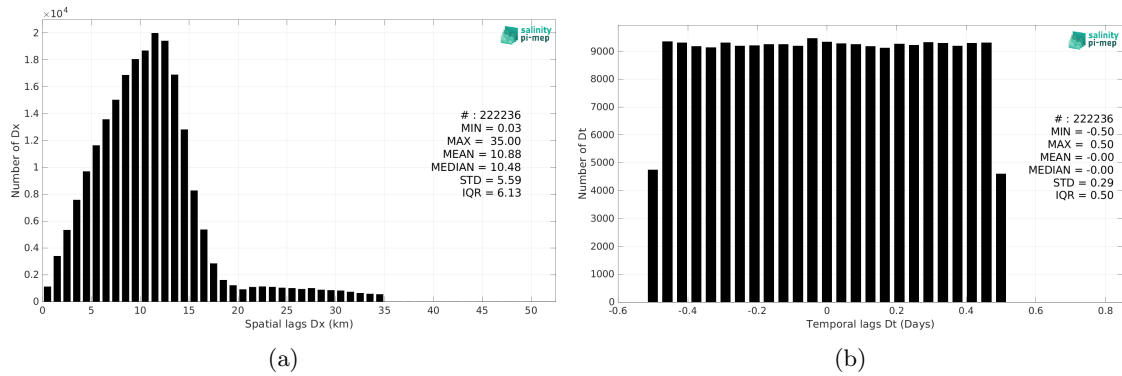 ×10⁴
2
1.8
1.6
1.4
1.2
1
0.8
0.6
0.4
0.2
0
Number of Dx
salinity
pi-mep
# : 222236
MIN = 0.03
MAX = 35.00
MEAN = 10.88
MEDIAN = 10.48
STD = 5.59
IQR = 6.13
0 5 10 15 20 25 30 35 40 45 50
Spatial lags Dx (km)
(a)
9000
8000
7000
6000
5000
4000
3000
2000
1000
0
Number of Dt
salinity
pi-mep
# : 222236
MIN = -0.50
MAX = 0.50
MEAN = -0.00
MEDIAN = -0.00
STD = 0.29
IQR = 0.50
-0.6 -0.4 -0.2 0 0.2 0.4 0.6 0.8
Temporal lags Dt (Days)
(b)